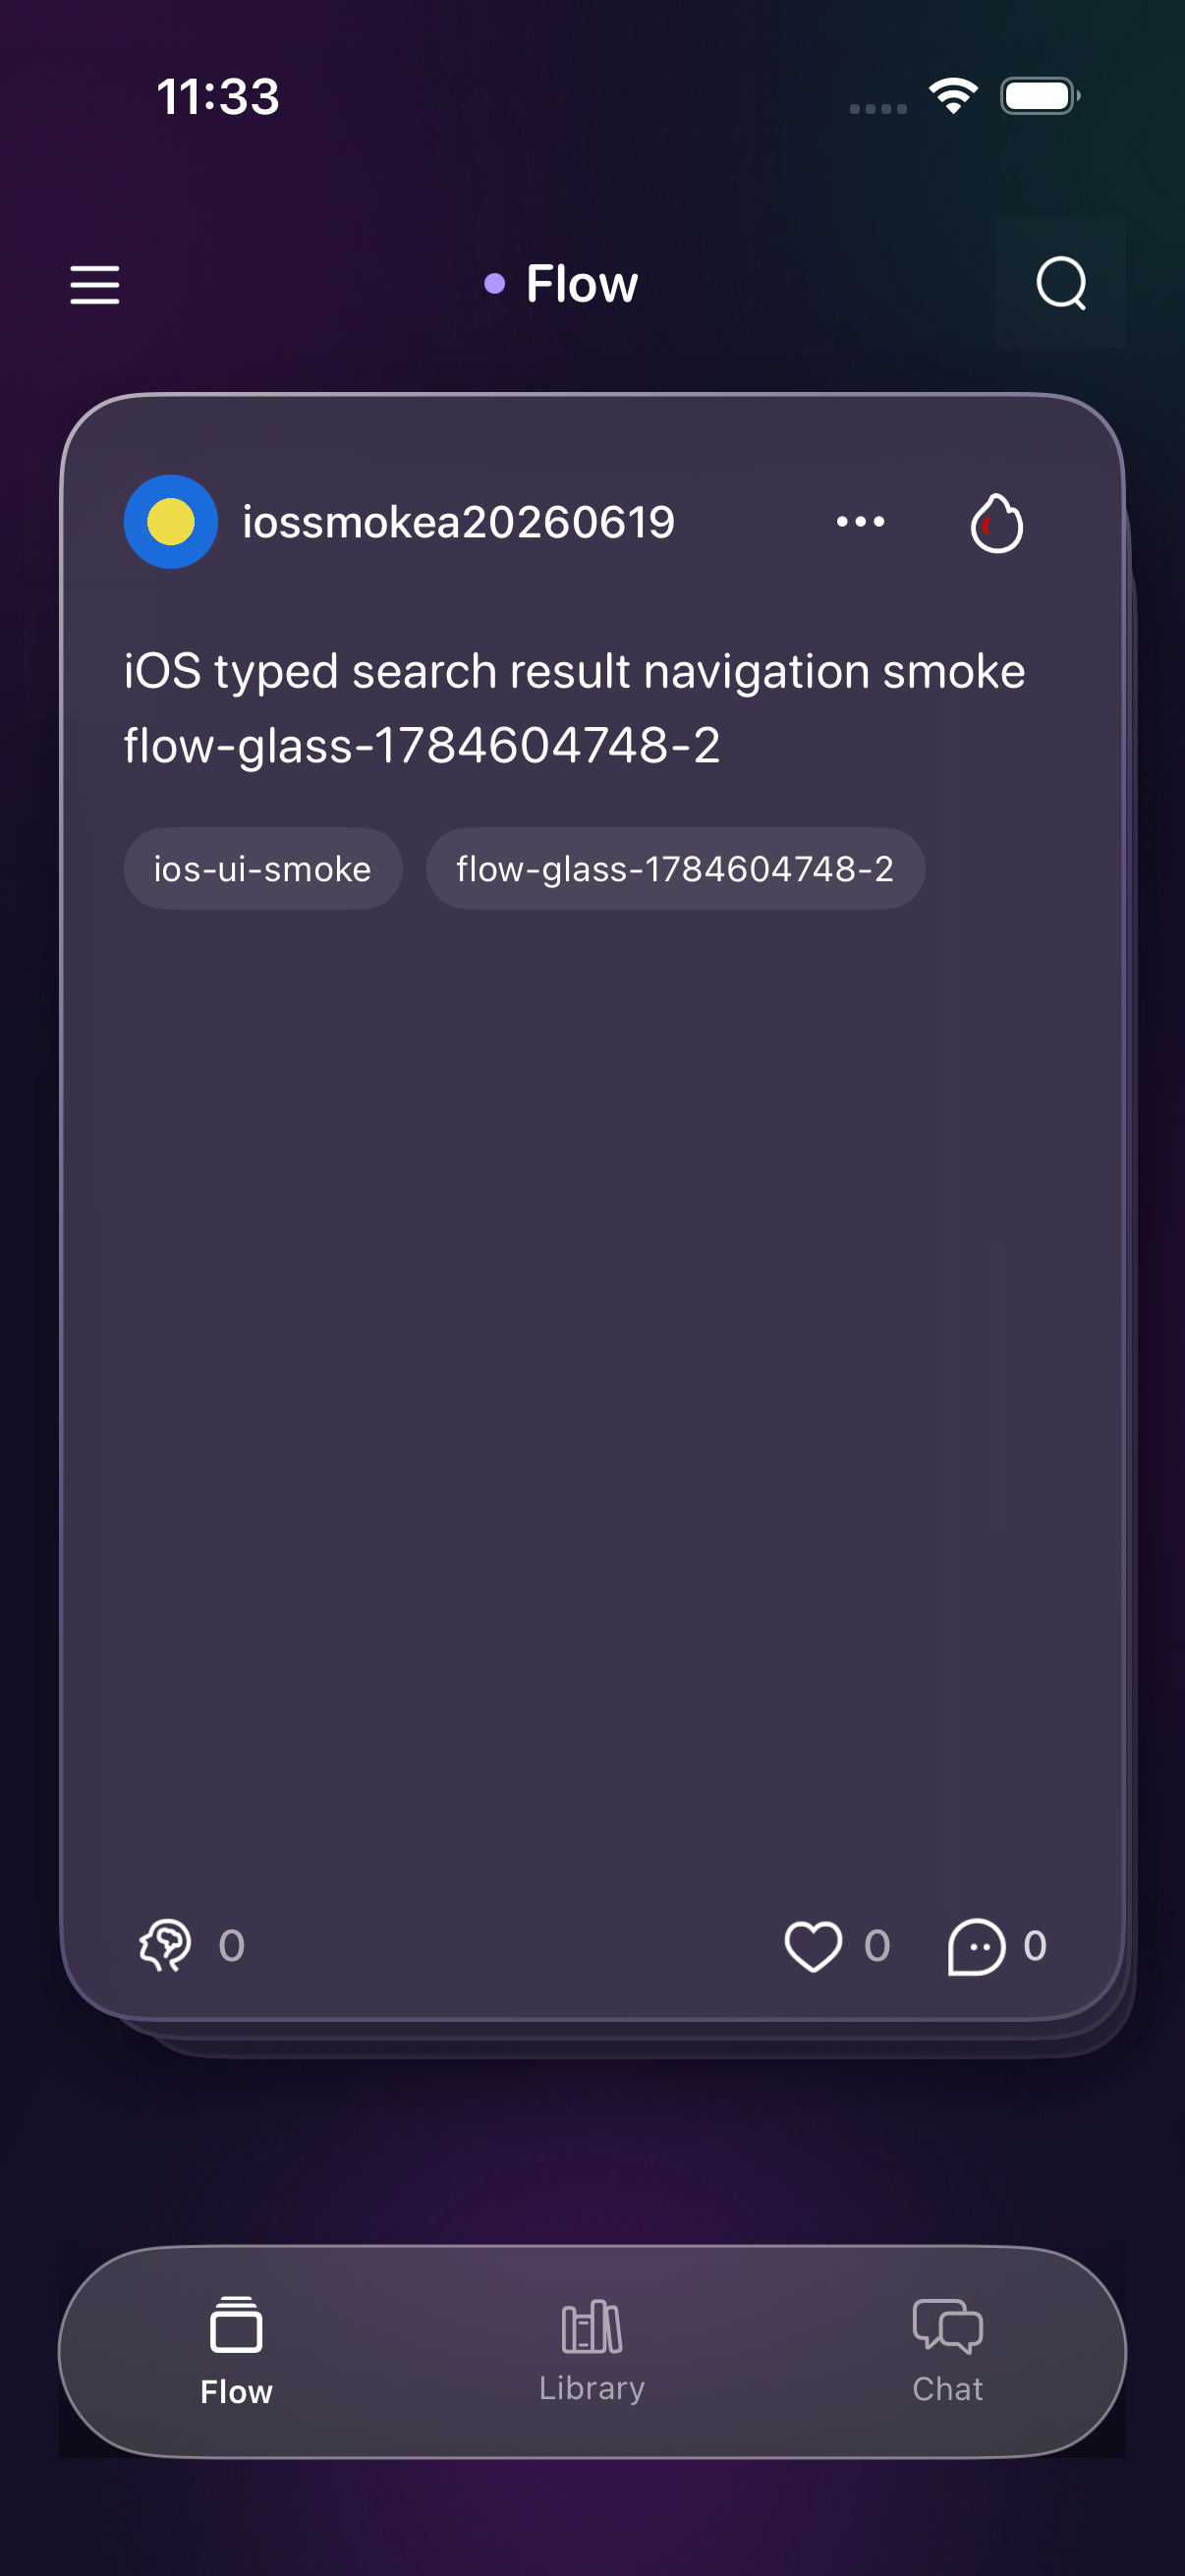 11:33
Flow
iossmokea20260619
iOS typed search result navigation smoke
flow-glass-1784604748-2
ios-ui-smoke flow-glass-1784604748-2
0 0 0
Flow Library Chat